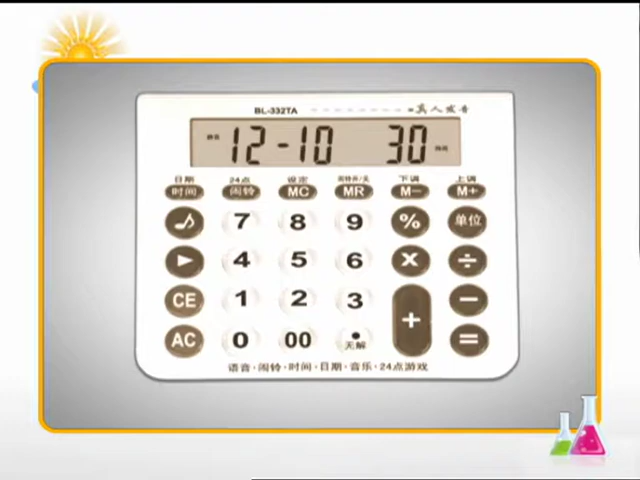 BL-332TA 真人发音
12-10 30
日期 24点 设定 下调 上调
时间 闹铃 MC MR M− M+
7 8 9 % 单位
4 5 6 × ÷
CE 1 2 3 + −
AC 0 00 • 无解 =
语音·闹铃·时间·日期·音乐·24点游戏